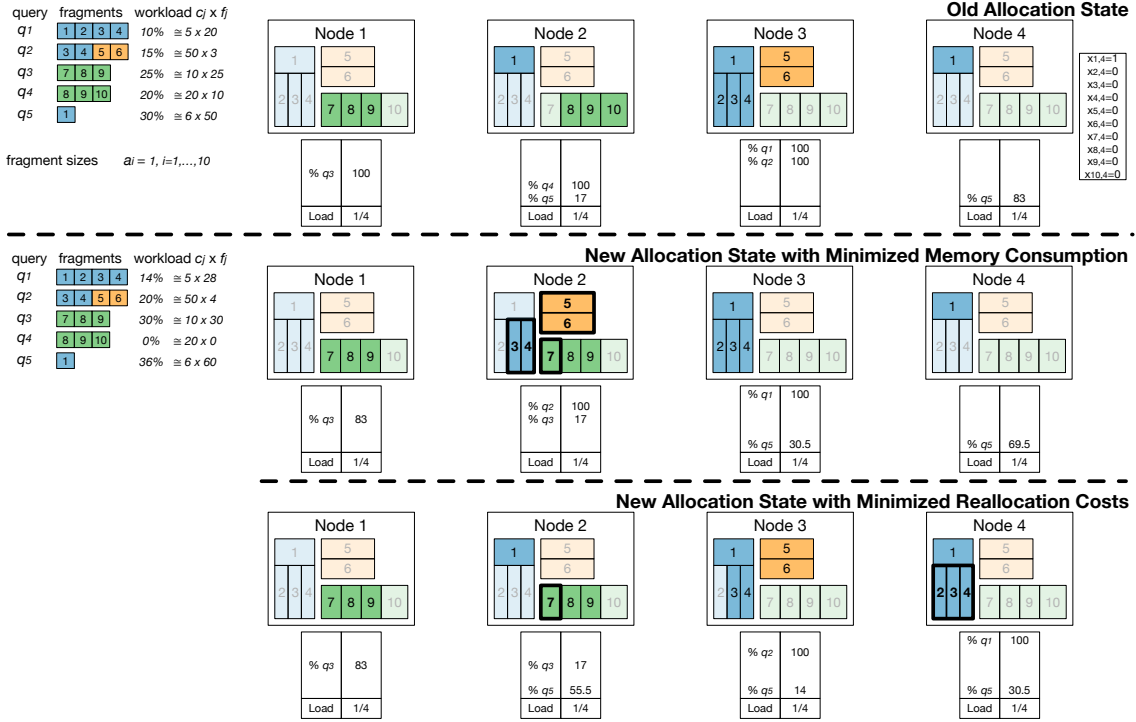 Old Allocation State
query fragments workload cj x fj
q1 1 2 3 4 10% ≅ 5 x 20
q2 3 4 5 6 15% ≅ 50 x 3
q3 7 8 9 25% ≅ 10 x 25
q4 8 9 10 20% ≅ 20 x 10
q5 1 30% ≅ 6 x 50
fragment sizes ai = 1, i=1,...,10
Node 1
1 5
6
2 3 4 7 8 9 10
% q3 100
Load 1/4
Node 2
1 5
6
2 3 4 7 8 9 10
% q4 100
% q5 17
Load 1/4
Node 3
1 5
6
2 3 4 7 8 9 10
% q1 100
% q2 100
Load 1/4
Node 4
1 5
6
2 3 4 7 8 9 10
% q5 83
Load 1/4
x1,4=1
x2,4=0
x3,4=0
x4,4=0
x5,4=0
x6,4=0
x7,4=0
x8,4=0
x9,4=0
x10,4=0
New Allocation State with Minimized Memory Consumption
query fragments workload cj x fj
q1 1 2 3 4 14% ≅ 5 x 28
q2 3 4 5 6 20% ≅ 50 x 4
q3 7 8 9 30% ≅ 10 x 30
q4 8 9 10 0% ≅ 20 x 0
q5 1 36% ≅ 6 x 60
Node 1
1 5
6
2 3 4 7 8 9 10
% q3 83
Load 1/4
Node 2
1 5
6
2 3 4 7 8 9 10
% q2 100
% q3 17
Load 1/4
Node 3
1 5
6
2 3 4 7 8 9 10
% q1 100
% q5 30.5
Load 1/4
Node 4
1 5
6
2 3 4 7 8 9 10
% q5 69.5
Load 1/4
New Allocation State with Minimized Reallocation Costs
Node 1
1 5
6
2 3 4 7 8 9 10
% q3 83
Load 1/4
Node 2
1 5
6
2 3 4 7 8 9 10
% q3 17
% q5 55.5
Load 1/4
Node 3
1 5
6
2 3 4 7 8 9 10
% q2 100
% q5 14
Load 1/4
Node 4
1 5
6
2 3 4 7 8 9 10
% q1 100
% q5 30.5
Load 1/4